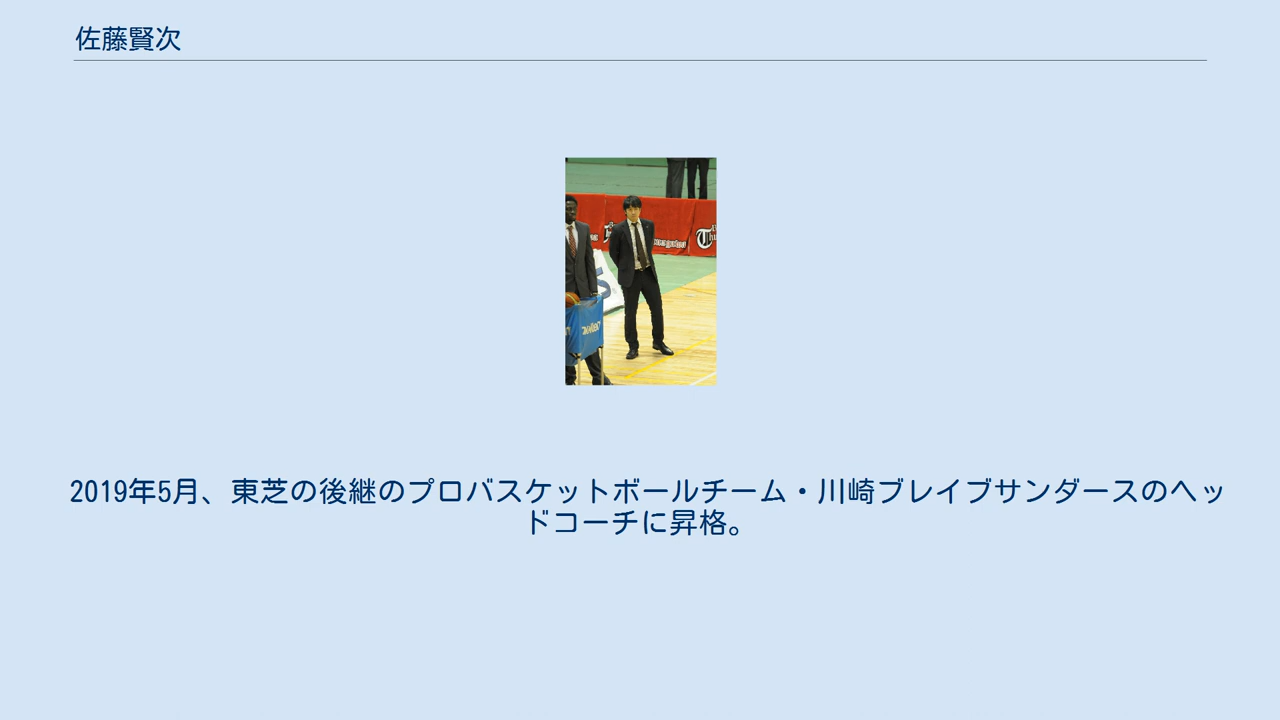 佐藤賢次
2019年5月、東芝の後継のプロバスケットボールチーム・川崎ブレイブサンダースのヘッ
ドコーチに昇格。